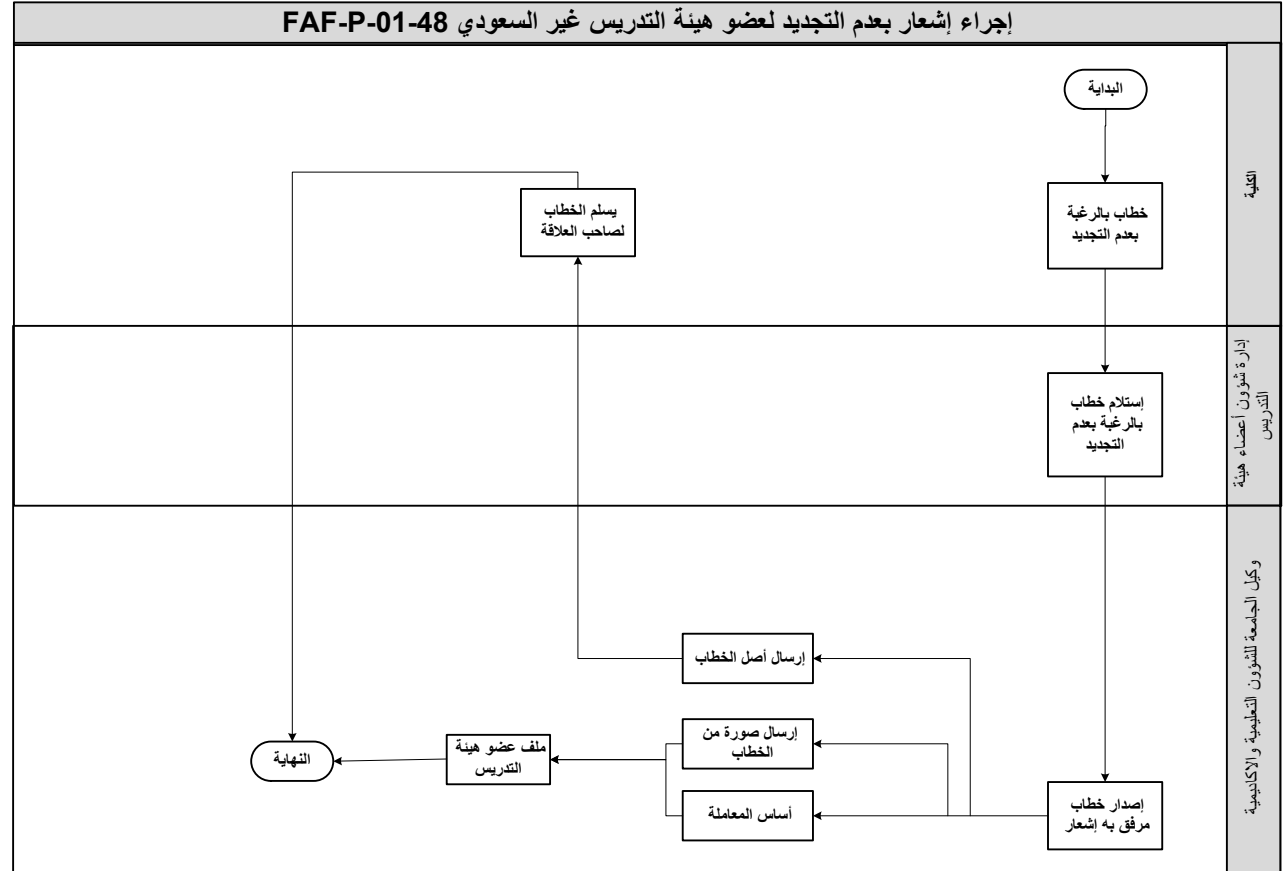 إجراء إشعار بعدم التجديد لعضو هيئة التدريس غير السعودي FAF-P-01-48
الكلية
البداية
خطاب بالرغبة
بعدم التجديد
يسلم الخطاب
لصاحب العلاقة
إدارة شؤون أعضاء هيئة
التدريس
إستلام خطاب
بالرغبة بعدم
التجديد
وكيل الجامعة للشؤون التعليمية والاكاديمية
إصدار خطاب
مرفق به إشعار
إرسال أصل الخطاب
إرسال صورة من
الخطاب
أساس المعاملة
ملف عضو هيئة
التدريس
النهاية